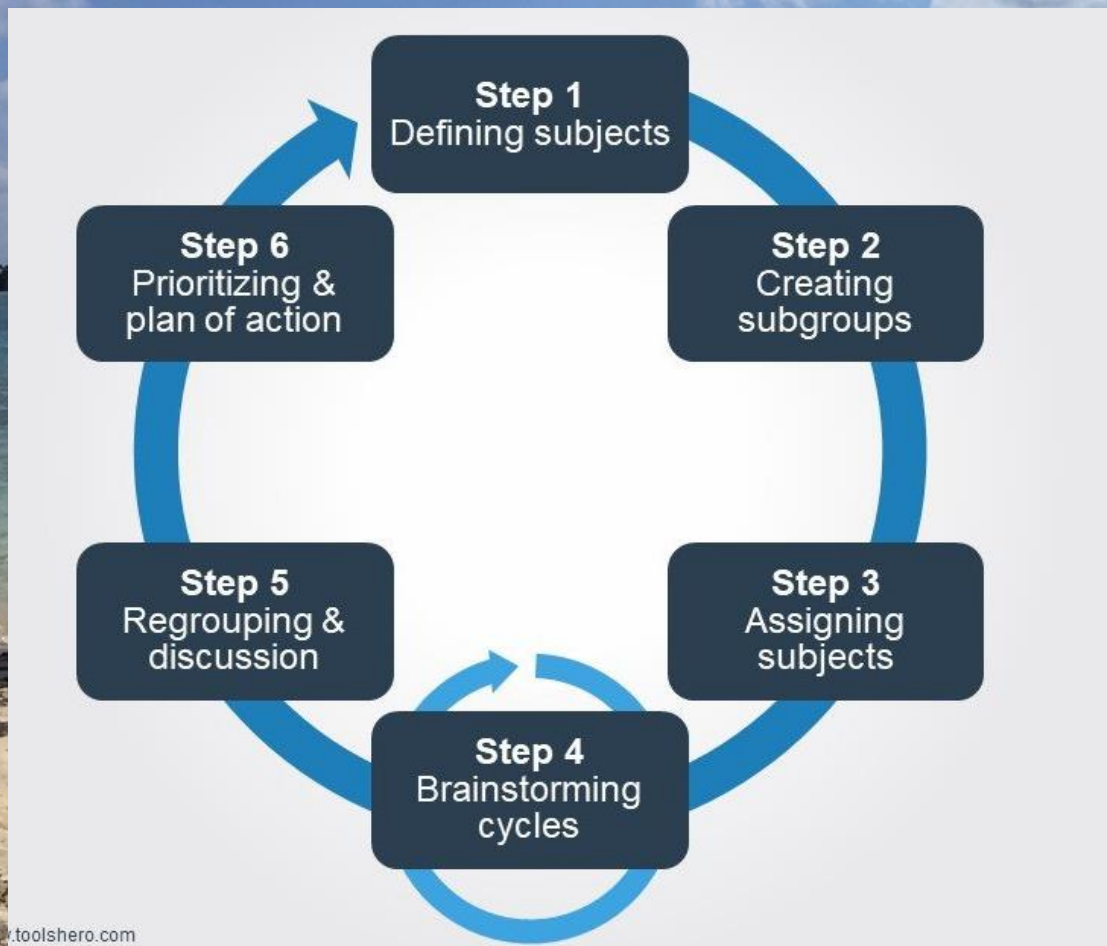 Step 1
Defining subjects
Step 2
Creating
subgroups
Step 3
Assigning
subjects
Step 4
Brainstorming
cycles
Step 5
Regrouping &
discussion
Step 6
Prioritizing &
plan of action
.toolshero.com